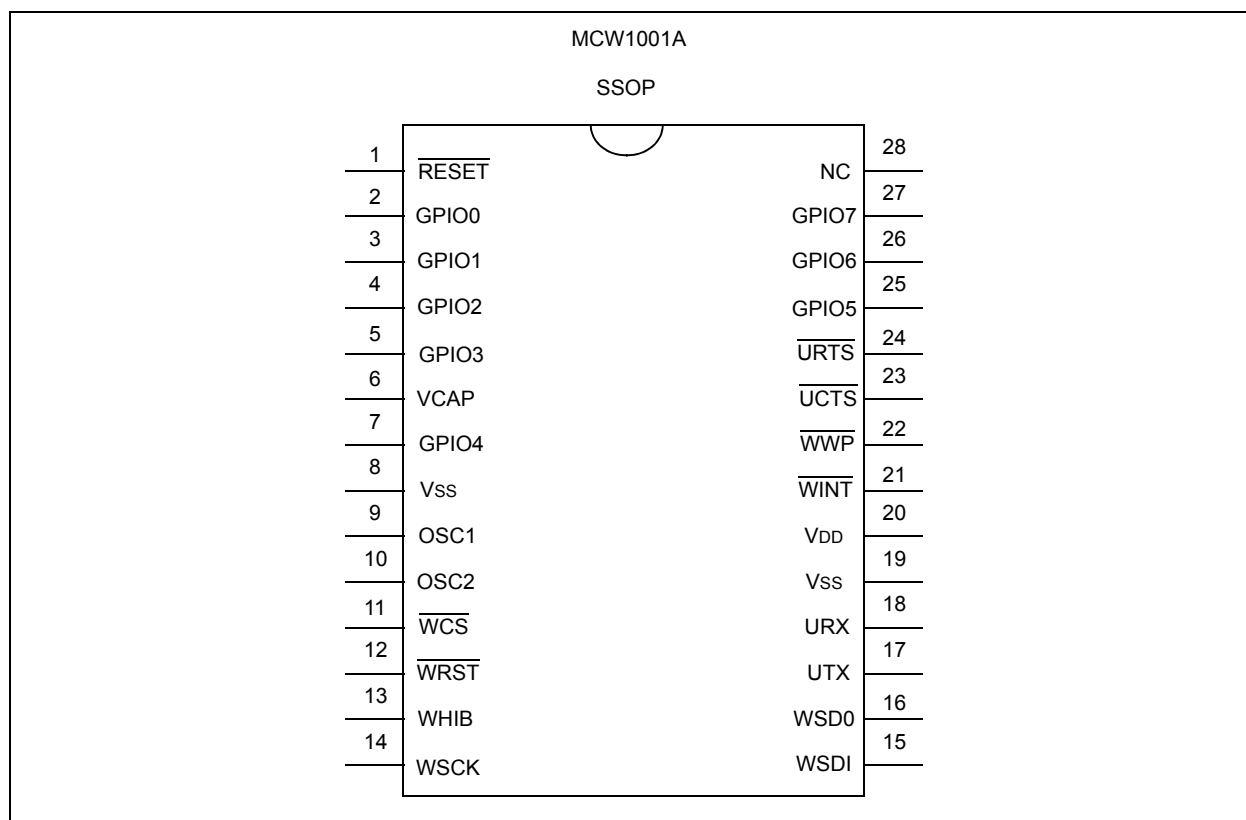 MCW1001A
SSOP
1 RESET
2 GPIO0
3 GPIO1
4 GPIO2
5 GPIO3
6 VCAP
7 GPIO4
8 VSS
9 OSC1
10 OSC2
11 WCS
12 WRST
13 WHIB
14 WSCK
28 NC
27 GPIO7
26 GPIO6
25 GPIO5
24 URTS
23 UCTS
22 WWP
21 WINT
20 VDD
19 VSS
18 URX
17 UTX
16 WSD0
15 WSDI